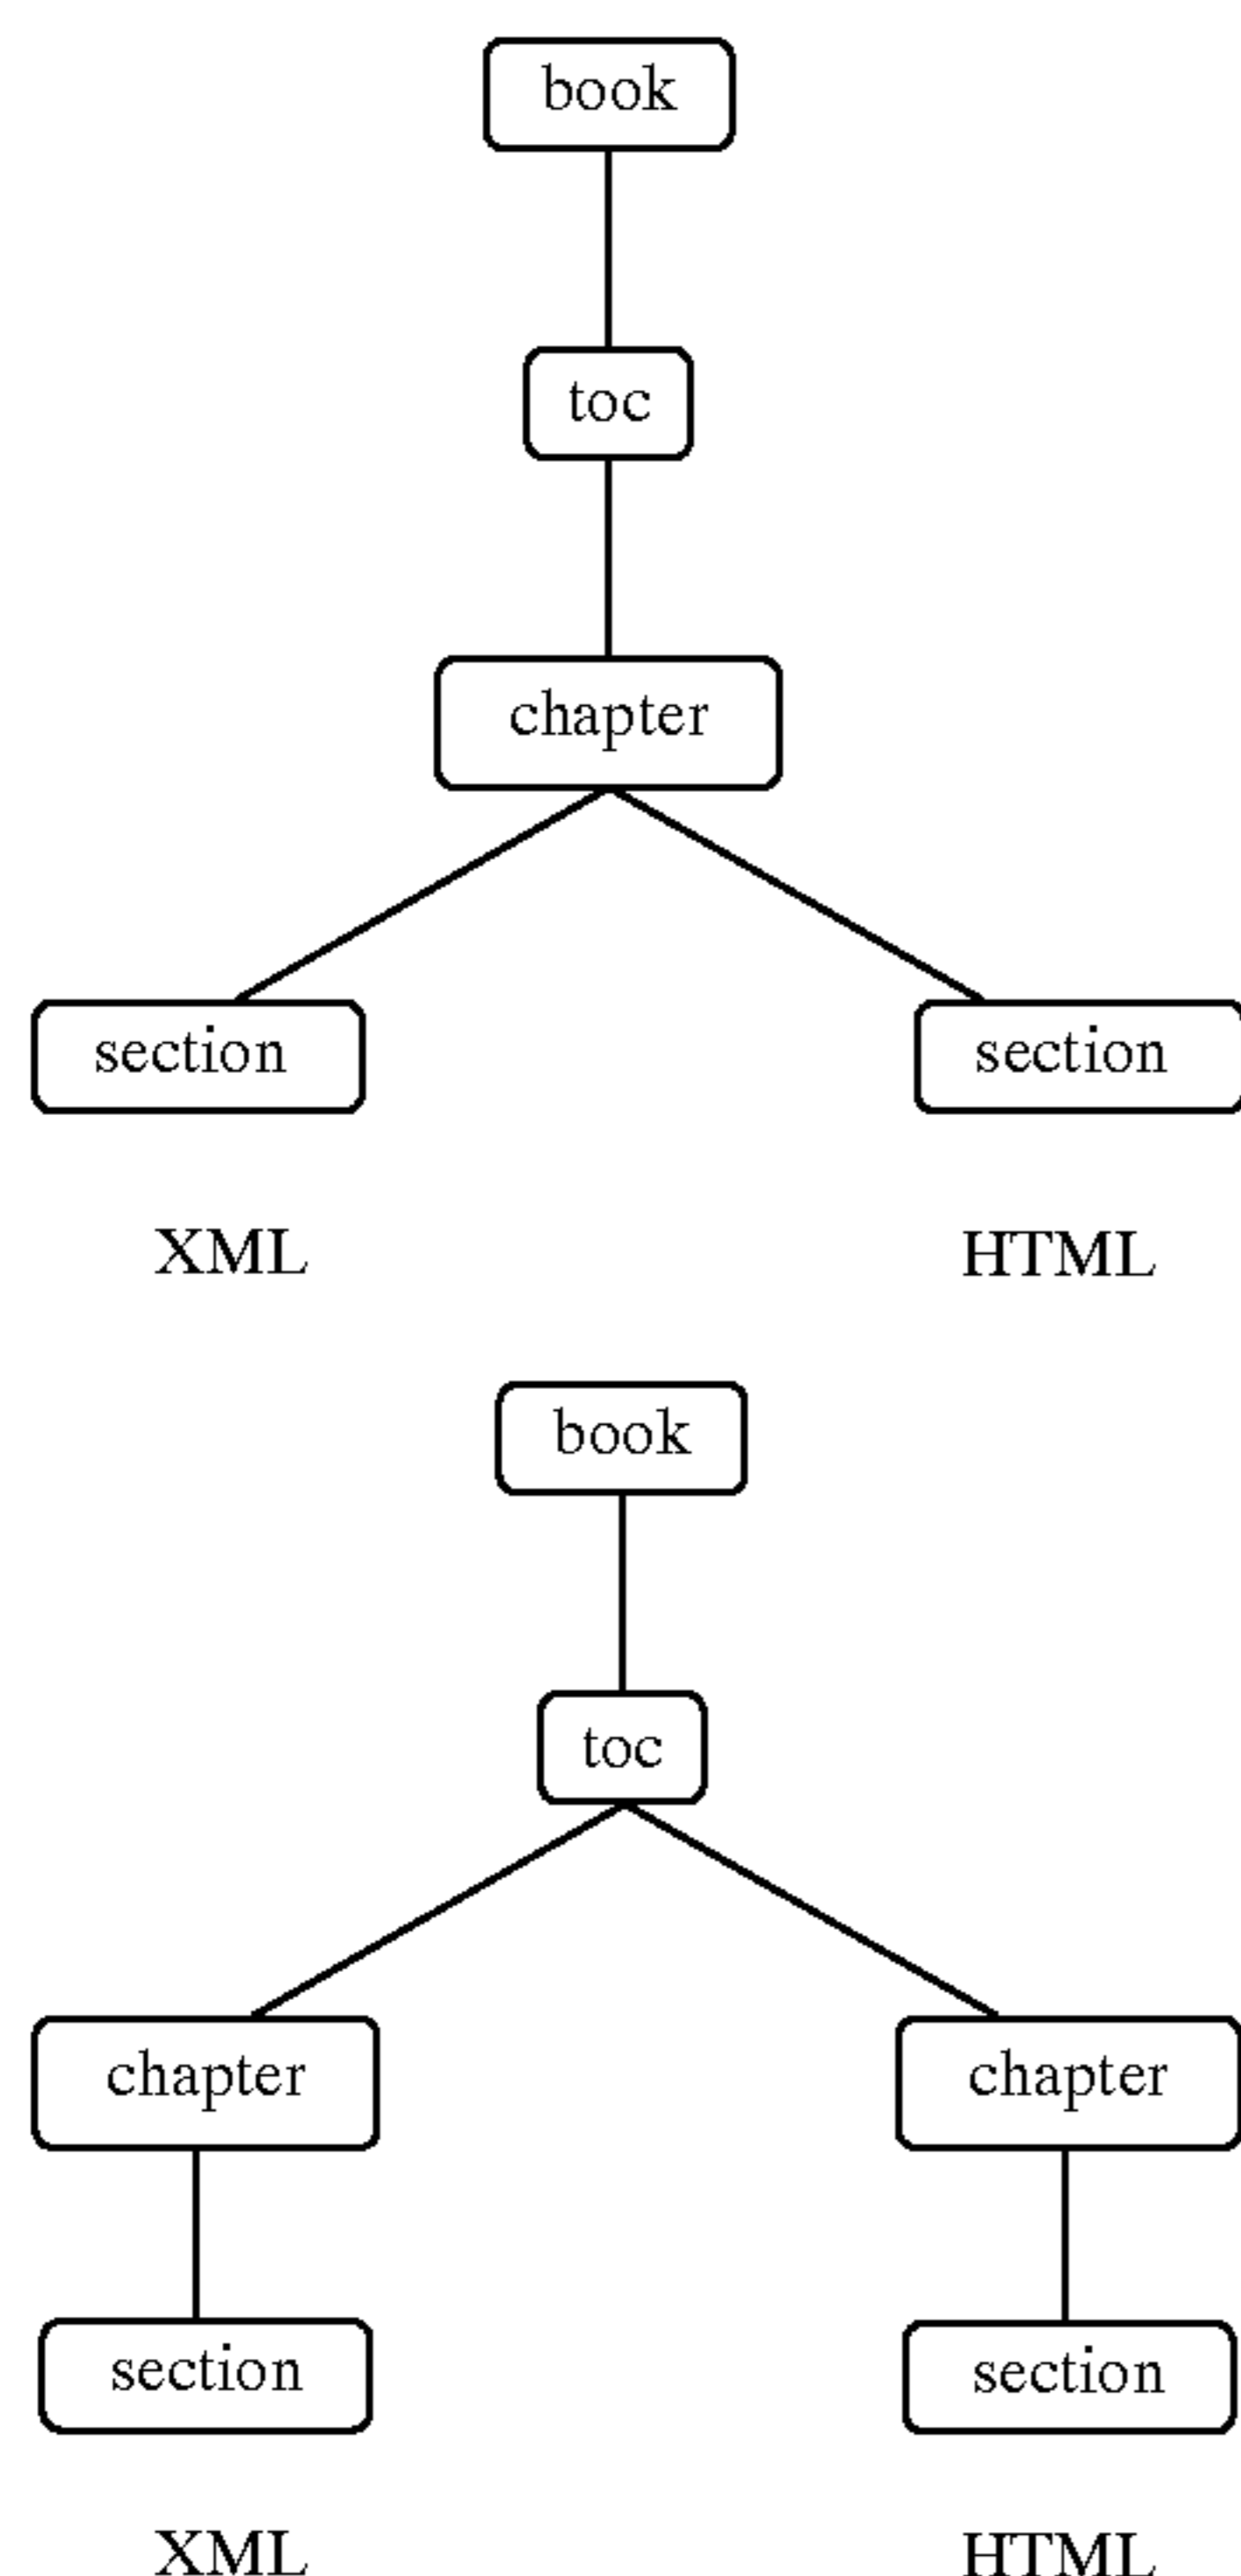 book
toc
chapter
section section
XML HTML
book
toc
chapter chapter
section section
XML HTML